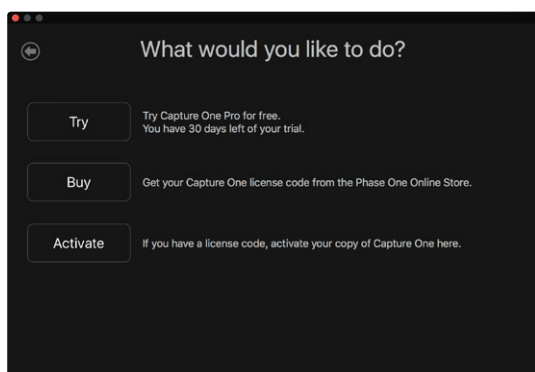 What would you like to do?
Try
Try Capture One Pro for free.
You have 30 days left of your trial.
Buy
Get your Capture One license code from the Phase One Online Store.
Activate
If you have a license code, activate your copy of Capture One here.